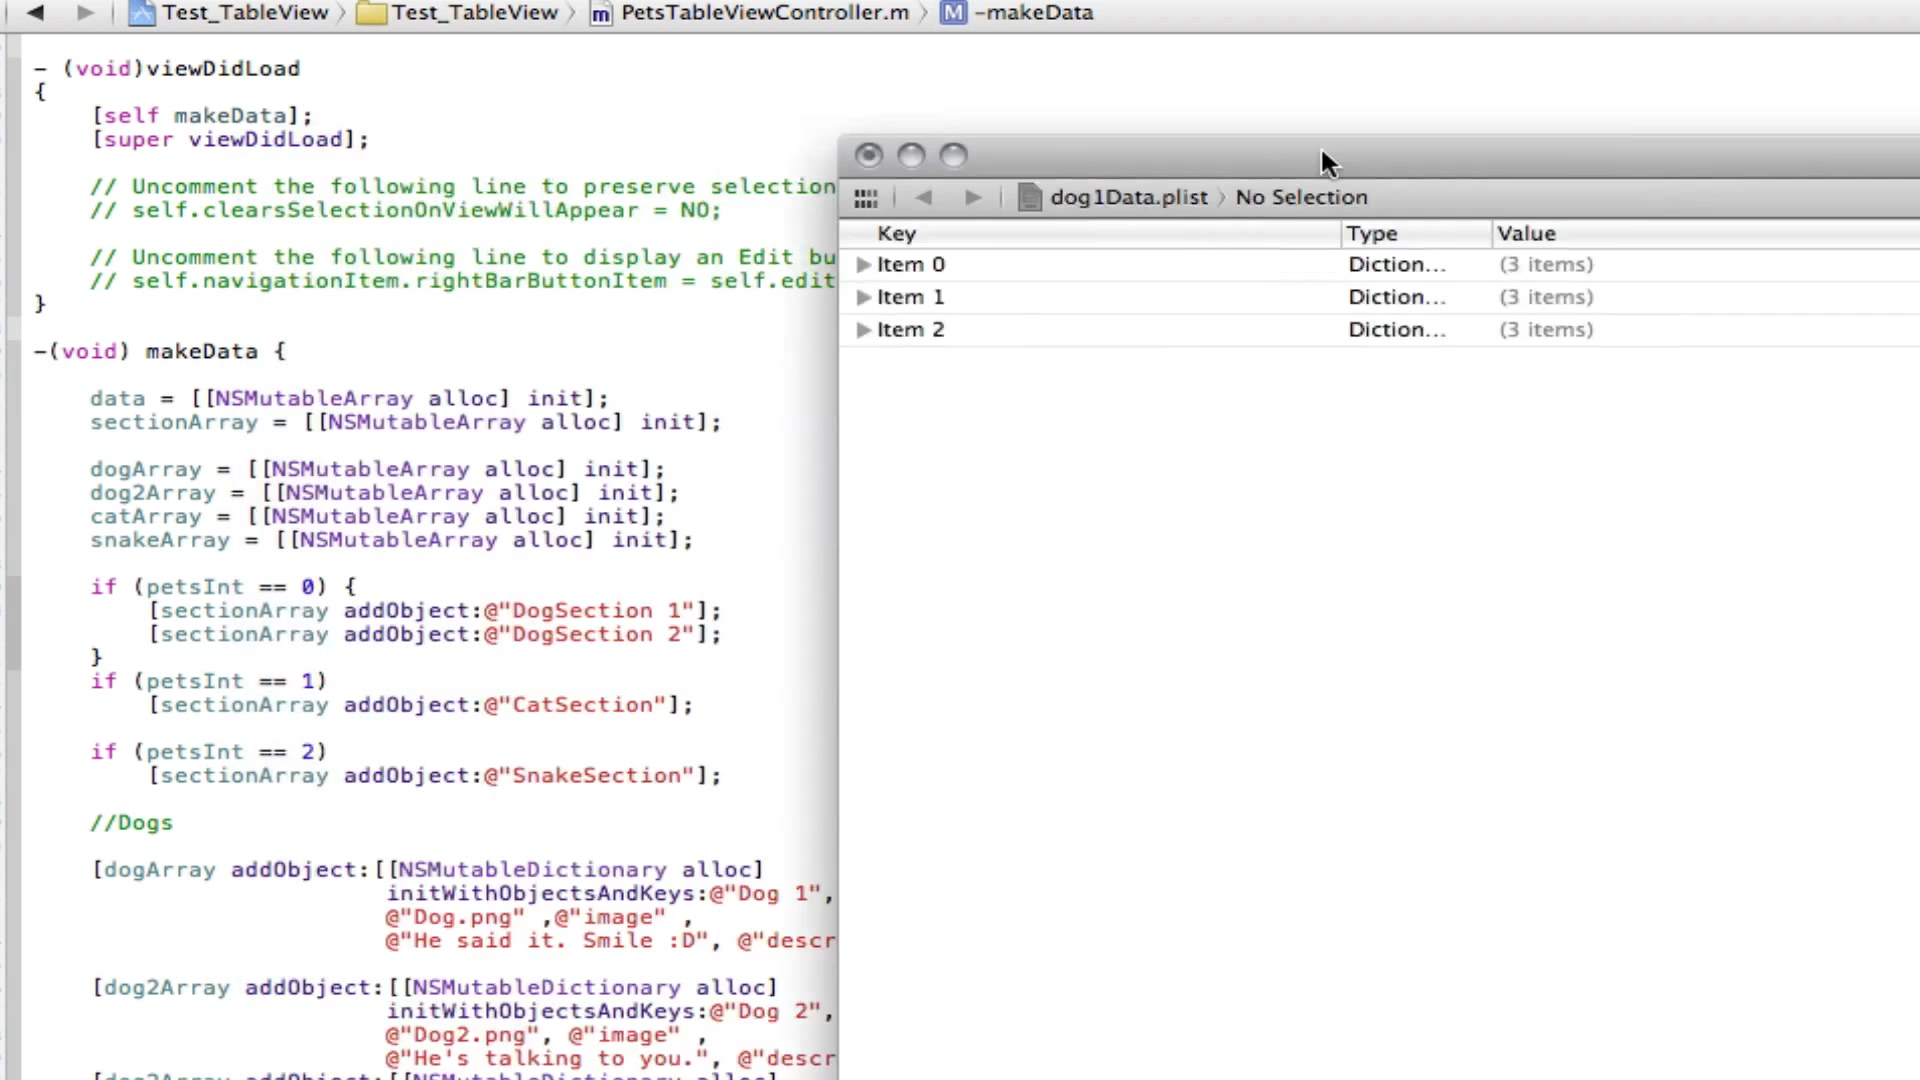 Test_TableView 〉 Test_TableView 〉 PetsTableViewController.m 〉 M -makeData
- (void)viewDidLoad
{
[self makeData];
[super viewDidLoad];
// Uncomment the following line to preserve selection
// self.clearsSelectionOnViewWillAppear = NO;
// Uncomment the following line to display an Edit bu
// self.navigationItem.rightBarButtonItem = self.edit
}
-(void) makeData {
data = [[NSMutableArray alloc] init];
sectionArray = [[NSMutableArray alloc] init];
dogArray = [[NSMutableArray alloc] init];
dog2Array = [[NSMutableArray alloc] init];
catArray = [[NSMutableArray alloc] init];
snakeArray = [[NSMutableArray alloc] init];
if (petsInt == 0) {
[sectionArray addObject:@"DogSection 1"];
[sectionArray addObject:@"DogSection 2"];
}
if (petsInt == 1)
[sectionArray addObject:@"CatSection"];
if (petsInt == 2)
[sectionArray addObject:@"SnakeSection"];
//Dogs
[dogArray addObject:[[NSMutableDictionary alloc]
initWithObjectsAndKeys:@"Dog 1",
@"Dog.png" ,@"image" ,
@"He said it. Smile :D", @"descr
[dog2Array addObject:[[NSMutableDictionary alloc]
initWithObjectsAndKeys:@"Dog 2",
@"Dog2.png", @"image" ,
@"He's talking to you.", @"descr
[dog2Array addObject:[[NSMutableDictionary alloc]
dog1Data.plist 〉 No Selection
Key Type Value
Item 0 Diction... (3 items)
Item 1 Diction... (3 items)
Item 2 Diction... (3 items)